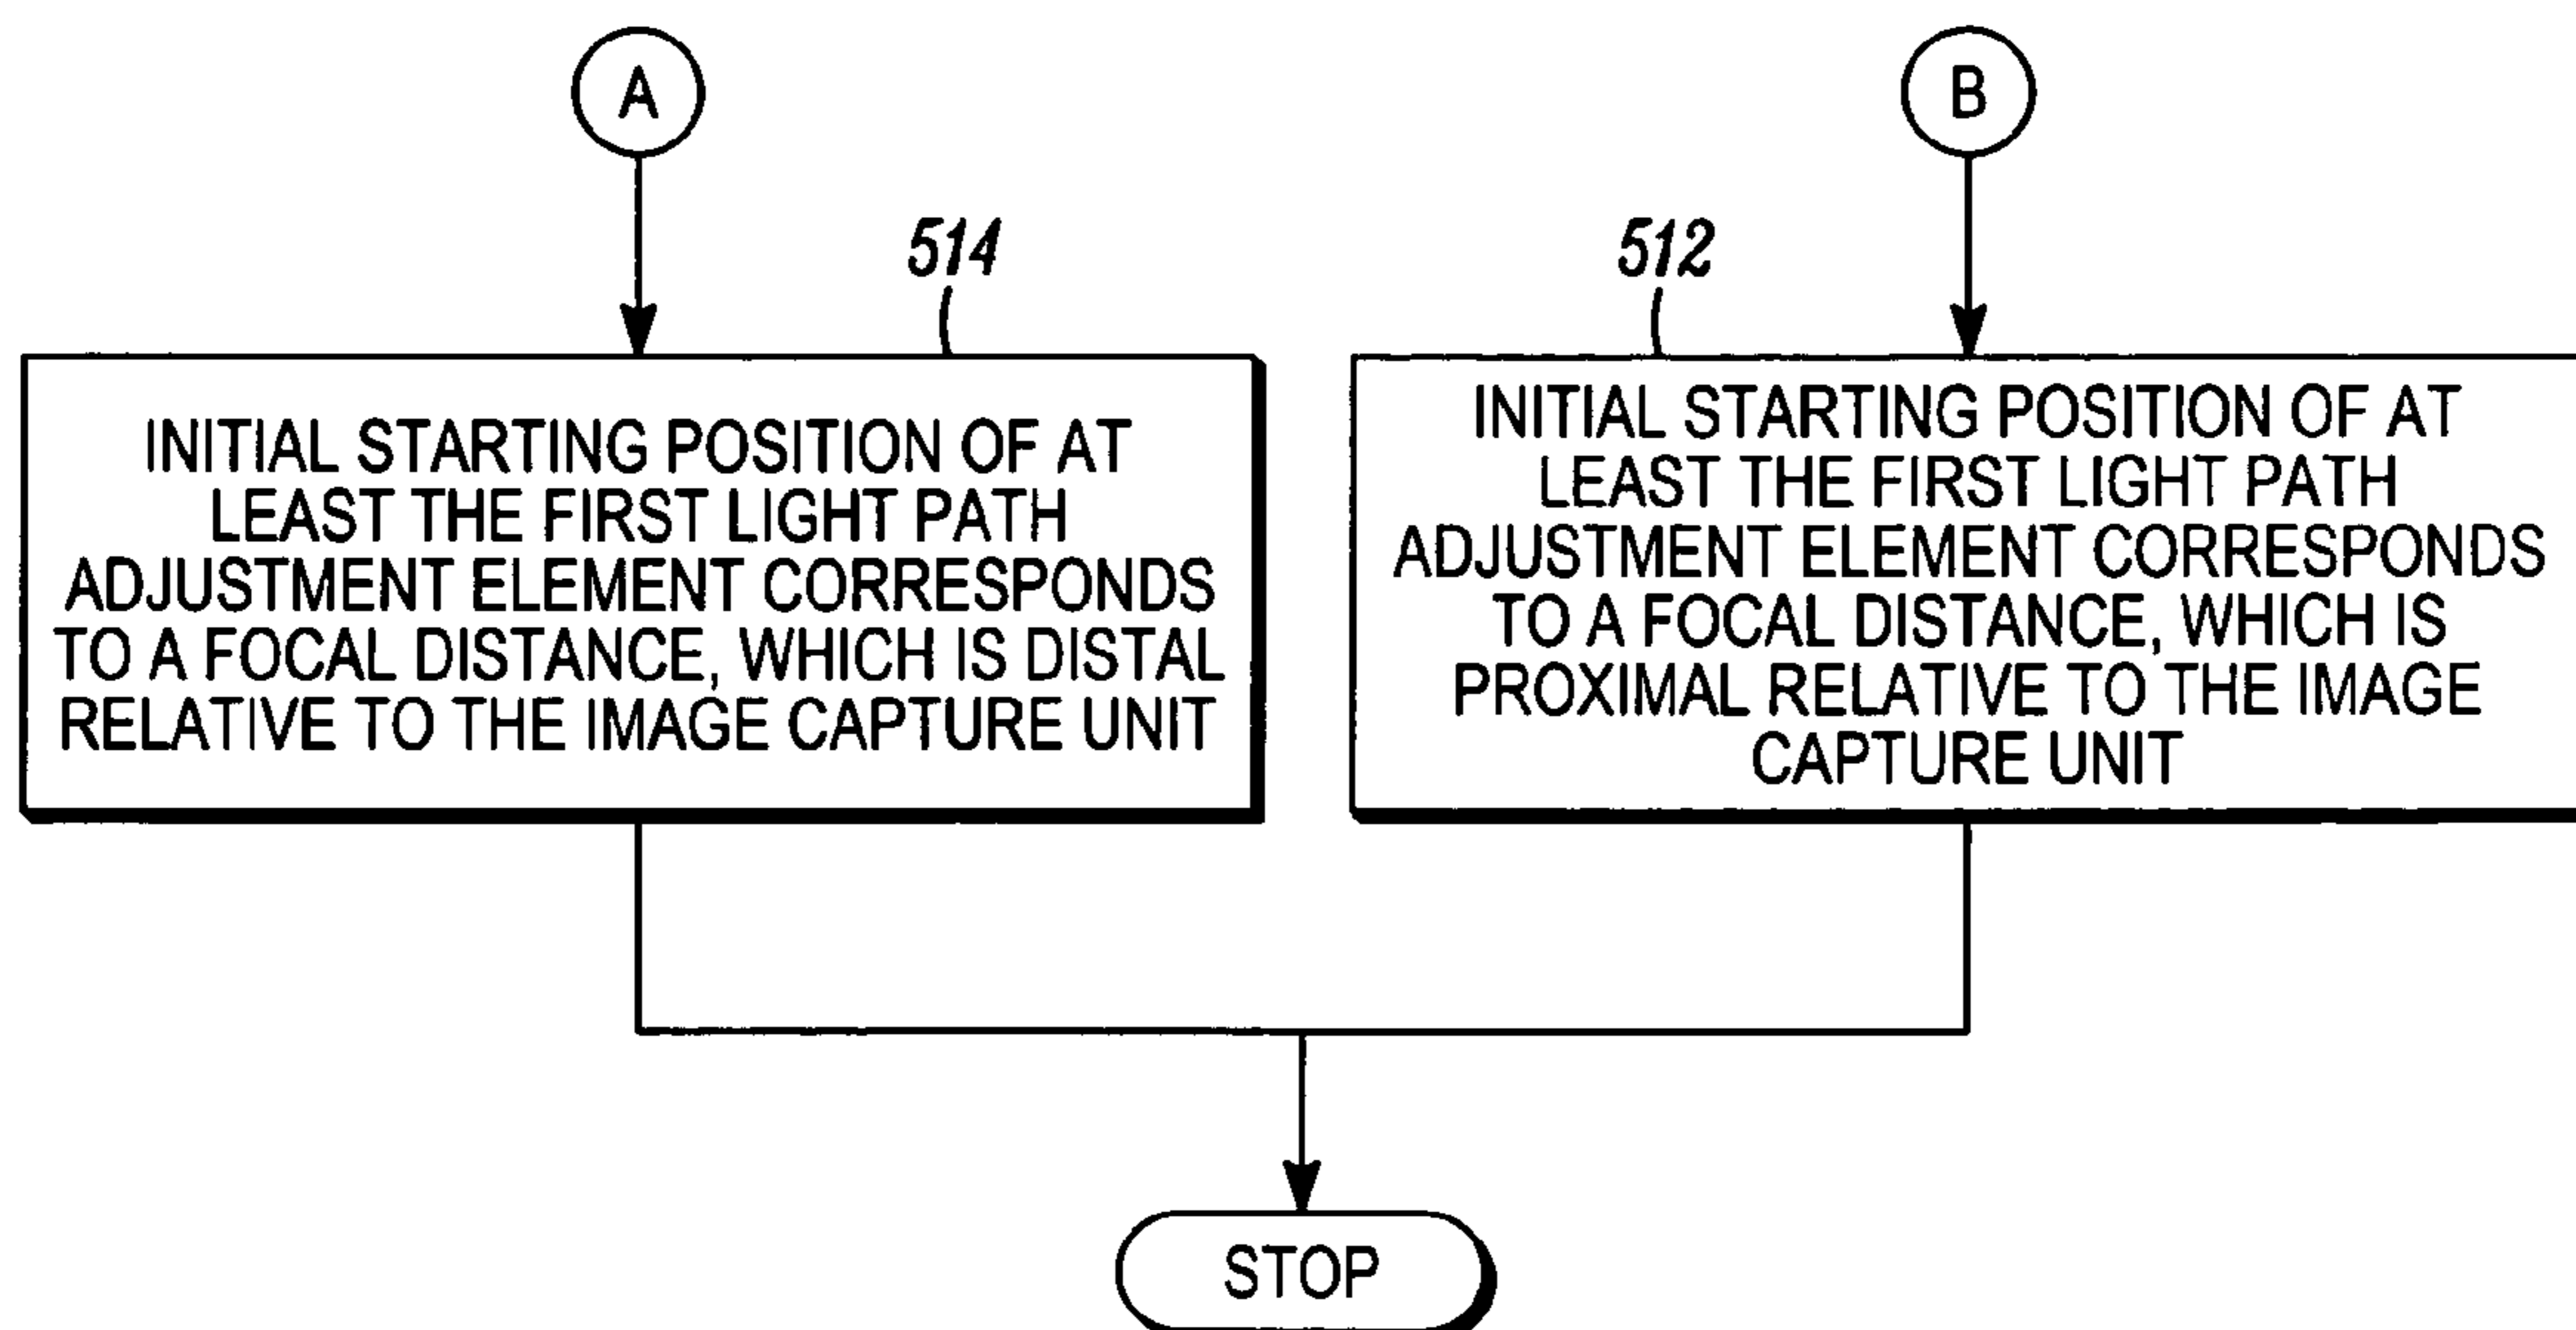 A
B
514
512
INITIAL STARTING POSITION OF AT
LEAST THE FIRST LIGHT PATH
ADJUSTMENT ELEMENT CORRESPONDS
TO A FOCAL DISTANCE, WHICH IS DISTAL
RELATIVE TO THE IMAGE CAPTURE UNIT
INITIAL STARTING POSITION OF AT
LEAST THE FIRST LIGHT PATH
ADJUSTMENT ELEMENT CORRESPONDS
TO A FOCAL DISTANCE, WHICH IS
PROXIMAL RELATIVE TO THE IMAGE
CAPTURE UNIT
STOP